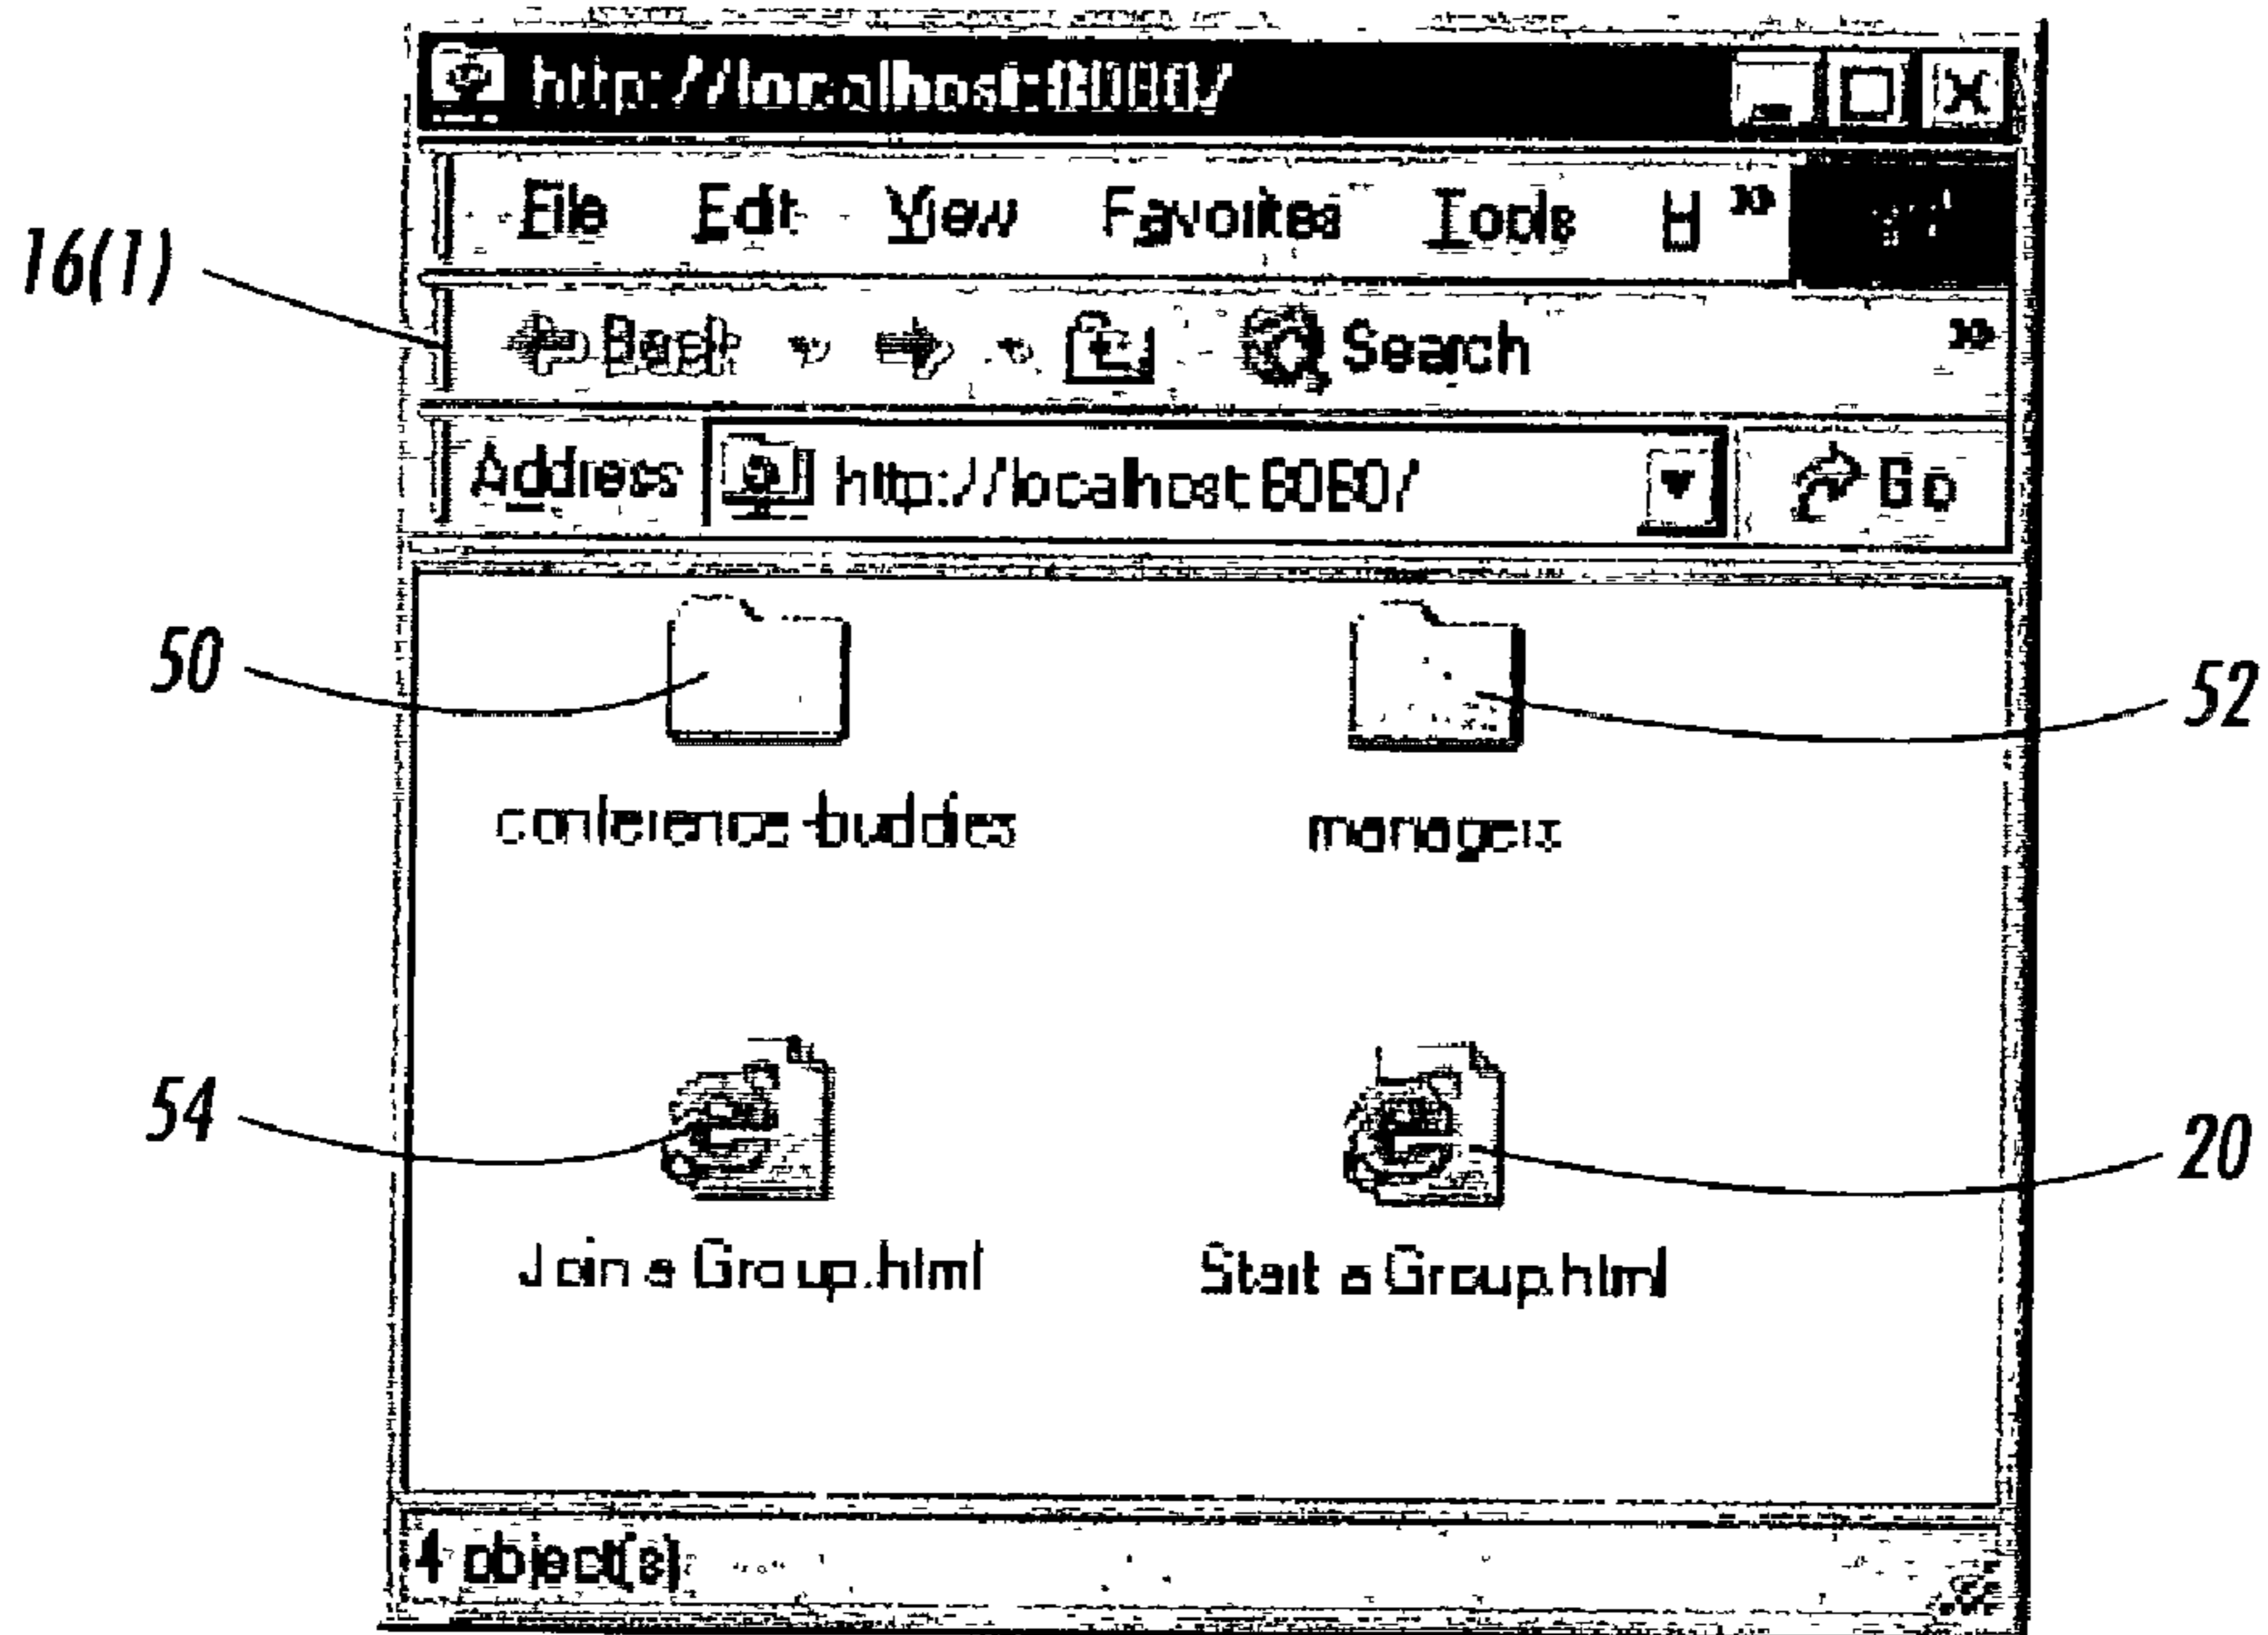 http://localhost:8080/
File Edit View Favorites Tools H »
16(1)
Back Search »
Address http://localhost:8080/ Go
50
52
conference-buddies managers
54
20
Join a Group.html Start a Group.html
4 object(s)